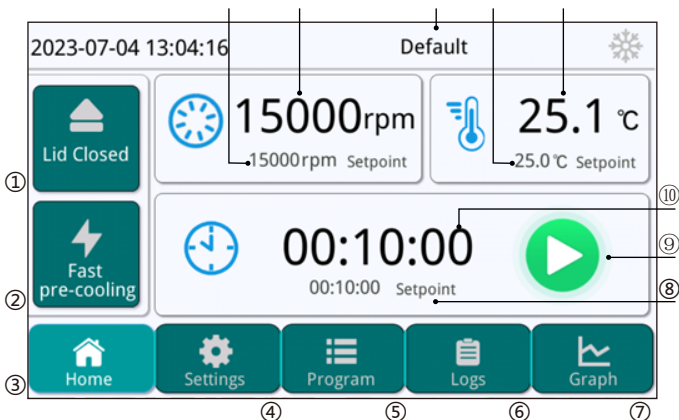 2023-07-04 13:04:16 Default
15000rpm 25.1 ℃
Lid Closed
15000rpm Setpoint 25.0℃ Setpoint
①
⑩
00:10:00
⑨
Fast
pre-cooling
00:10:00 Setpoint
⑧
②
Home Settings Program Logs Graph
③
④ ⑤ ⑥ ⑦